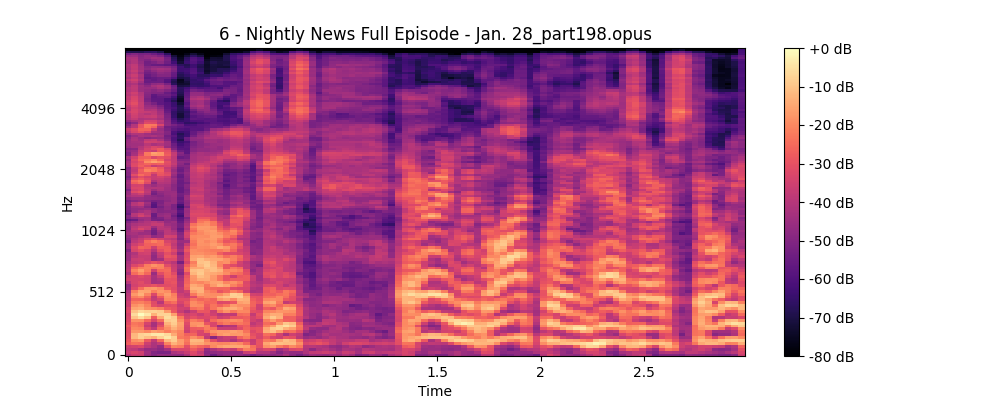 6 - Nightly News Full Episode - Jan. 28_part198.opus
+0 dB
-10 dB
-20 dB
-30 dB
-40 dB
-50 dB
-60 dB
-70 dB
-80 dB
4096
2048
1024
512
0
Hz
0
0.5
1
1.5
2
2.5
Time